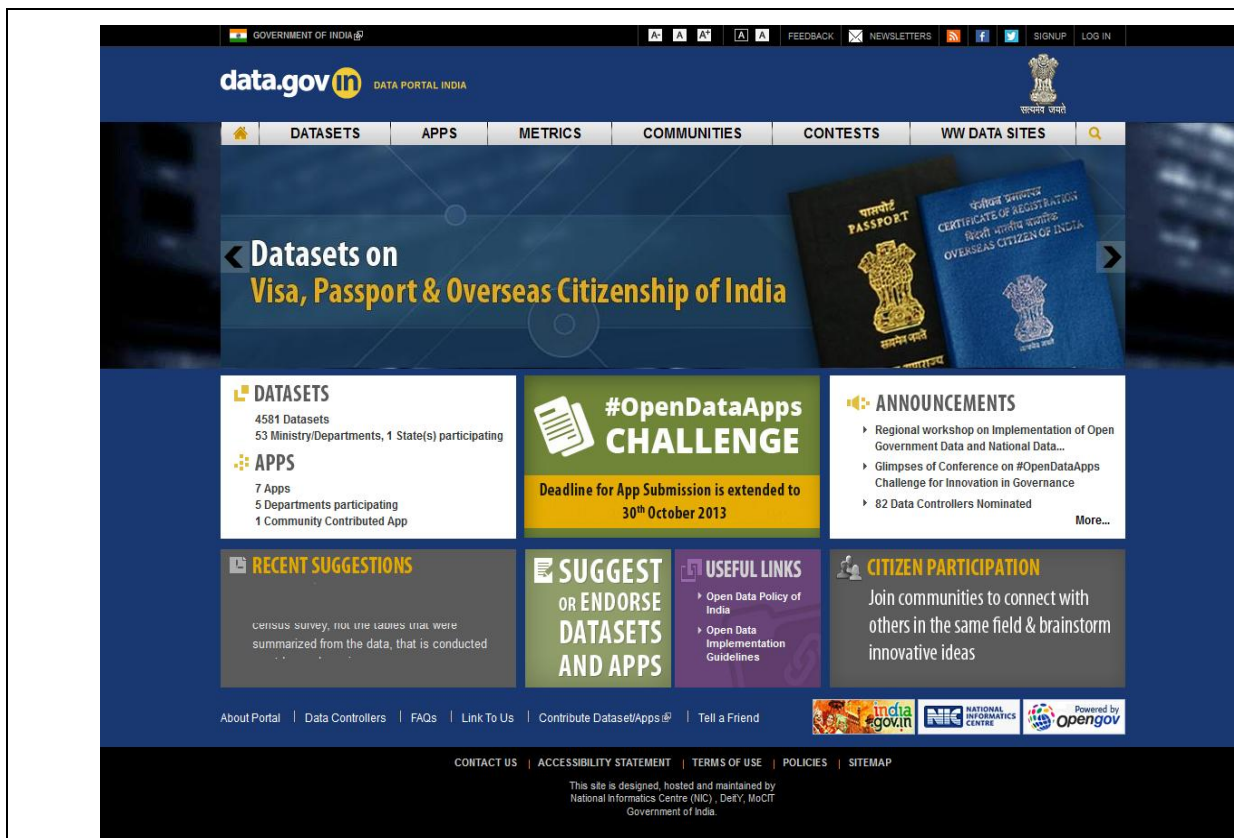 GOVERNMENT OF INDIA
A- A A+ A A FEEDBACK NEWSLETTERS f SIGNUP LOG IN
data.gov in DATA PORTAL INDIA
सत्यमेव जयते
DATASETS APPS METRICS COMMUNITIES CONTESTS WW DATA SITES
Datasets on
Visa, Passport & Overseas Citizenship of India
पासपोर्ट
PASSPORT
सत्यमेव जयते
CERTIFICATE OF REGISTRATION
OVERSEAS CITIZEN OF INDIA
DATASETS
4581 Datasets
53 Ministry/Departments, 1 State(s) participating
APPS
7 Apps
5 Departments participating
1 Community Contributed App
#OpenDataApps
CHALLENGE
Deadline for App Submission is extended to
30th October 2013
ANNOUNCEMENTS
Regional workshop on Implementation of Open
Government Data and National Data...
Glimpses of Conference on #OpenDataApps
Challenge for Innovation in Governance
82 Data Controllers Nominated
More...
RECENT SUGGESTIONS
census survey, not the tables that were
summarized from the data, that is conducted
SUGGEST
OR ENDORSE
DATASETS
AND APPS
USEFUL LINKS
Open Data Policy of
India
Open Data
Implementation
Guidelines
CITIZEN PARTICIPATION
Join communities to connect with
others in the same field & brainstorm
innovative ideas
About Portal | Data Controllers | FAQs | Link To Us | Contribute Dataset/Apps | Tell a Friend
india
gov.in
NIC NATIONAL
INFORMATICS
CENTRE
Powered by
opengov
CONTACT US | ACCESSIBILITY STATEMENT | TERMS OF USE | POLICIES | SITEMAP
This site is designed, hosted and maintained by
National Informatics Centre (NIC) , DeitY, MoCIT
Government of India.